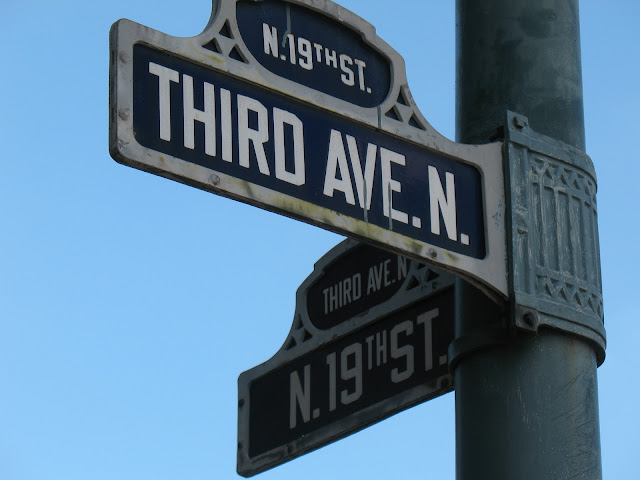 N. 19TH ST.
THIRD AVE. N.
THIRD AVE. N
N. 19TH ST.